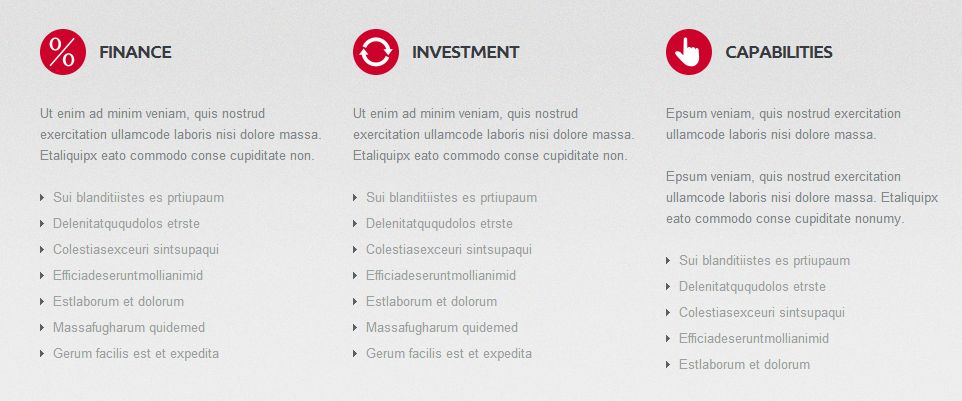 %
FINANCE
Ut enim ad minim veniam, quis nostrud
exercitation ullamcode laboris nisi dolore massa.
Etaliquipx eato commodo conse cupiditate non.
Sui blanditiistes es prtiupaum
Delenitatququdolos etrste
Colestiasexceuri sintsupaqui
Efficiadeseruntmollianimid
Estlaborum et dolorum
Massafugharum quidemed
Gerum facilis est et expedita
INVESTMENT
Ut enim ad minim veniam, quis nostrud
exercitation ullamcode laboris nisi dolore massa.
Etaliquipx eato commodo conse cupiditate non.
Sui blanditiistes es prtiupaum
Delenitatququdolos etrste
Colestiasexceuri sintsupaqui
Efficiadeseruntmollianimid
Estlaborum et dolorum
Massafugharum quidemed
Gerum facilis est et expedita
CAPABILITIES
Epsum veniam, quis nostrud exercitation
ullamcode laboris nisi dolore massa.
Epsum veniam, quis nostrud exercitation
ullamcode laboris nisi dolore massa. Etaliquipx
eato commodo conse cupiditate nonumy.
Sui blanditiistes es prtiupaum
Delenitatququdolos etrste
Colestiasexceuri sintsupaqui
Efficiadeseruntmollianimid
Estlaborum et dolorum